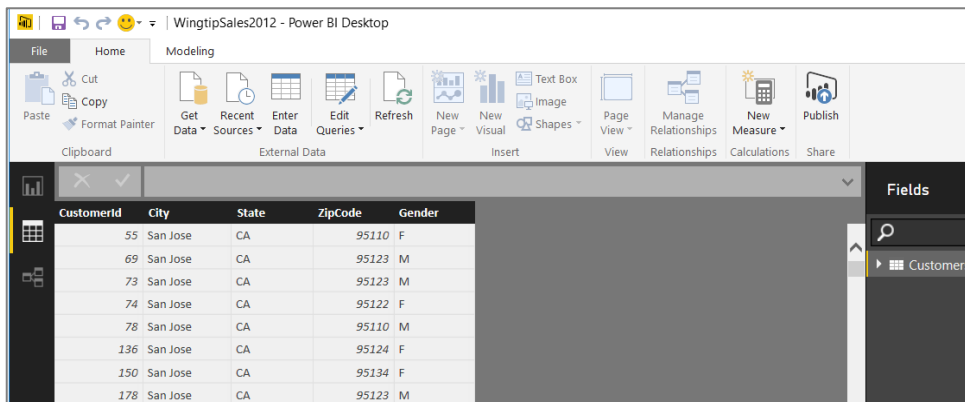 WingtipSales2012 - Power BI Desktop
File Home Modeling
Paste
Cut
Copy
Format Painter
Clipboard
Get Data
Recent Sources
Enter Data
Edit Queries
Refresh
External Data
New Page
New Visual
Text Box
Image
Shapes
Insert
Page View
View
Manage Relationships
Relationships
New Measure
Calculations
Publish
Share
Fields
Customer
CustomerId City State ZipCode Gender
55 San Jose CA 95110 F
69 San Jose CA 95123 M
73 San Jose CA 95123 M
74 San Jose CA 95122 F
78 San Jose CA 95110 M
136 San Jose CA 95124 F
150 San Jose CA 95134 F
178 San Jose CA 95123 M